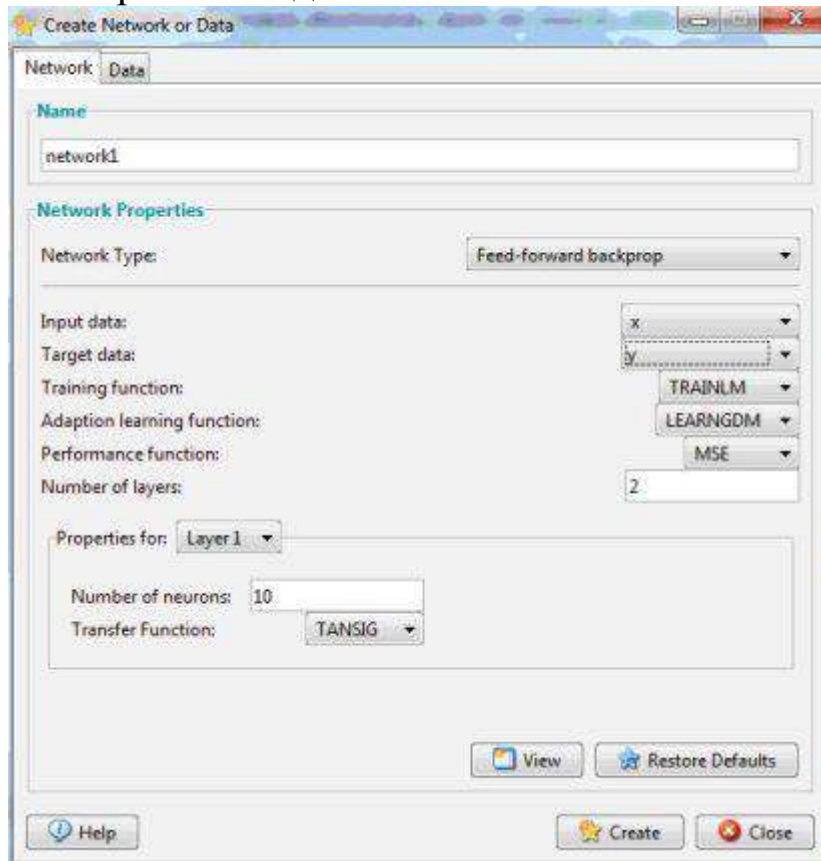 Create Network or Data
Network Data
Name
network1
Network Properties
Network Type: Feed-forward backprop
Input data: x
Target data: y
Training function: TRAINLM
Adaption learning function: LEARNGDM
Performance function: MSE
Number of layers: 2
Properties for: Layer 1
Number of neurons: 10
Transfer Function: TANSIG
View Restore Defaults
Help Create Close